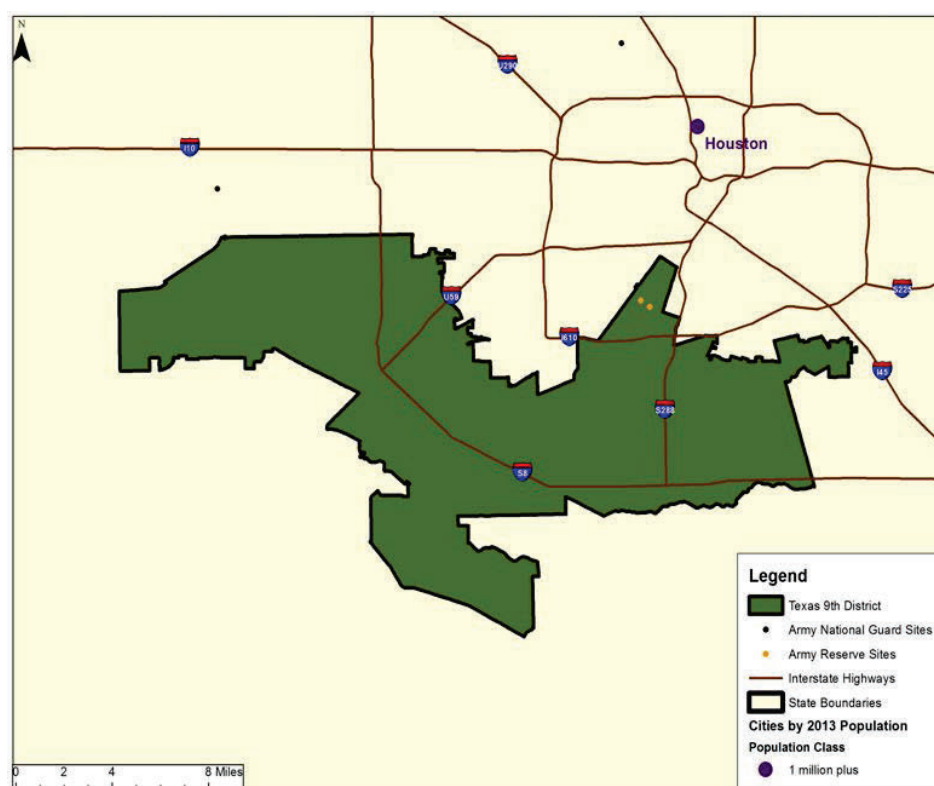 N
U290
Houston
I10
U59
S225
I610
I45
S288
S8
Legend
Texas 9th District
Army National Guard Sites
Army Reserve Sites
Interstate Highways
State Boundaries
Cities by 2013 Population
Population Class
1 million plus
0 2 4 8 Miles